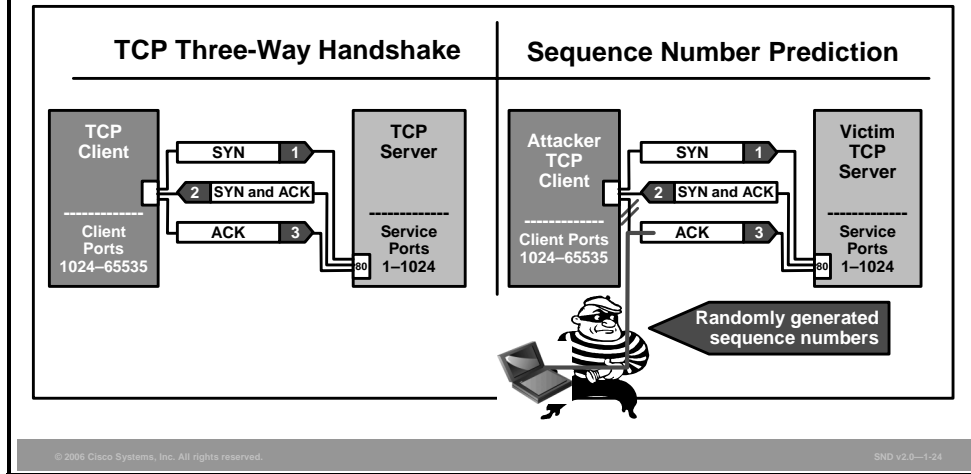 TCP Three-Way Handshake
TCP
Client
-------------
Client
Ports
1024–65535
SYN 1
2 SYN and ACK
ACK 3
TCP
Server
-------------
Service
Ports
1–1024
80
Sequence Number Prediction
Attacker
TCP
Client
-------------
Client Ports
1024–65535
SYN 1
2 SYN and ACK
ACK 3
Victim
TCP
Server
-------------
Service
Ports
1–1024
80
Randomly generated
sequence numbers
© 2006 Cisco Systems, Inc. All rights reserved.
SND v2.0—1-24